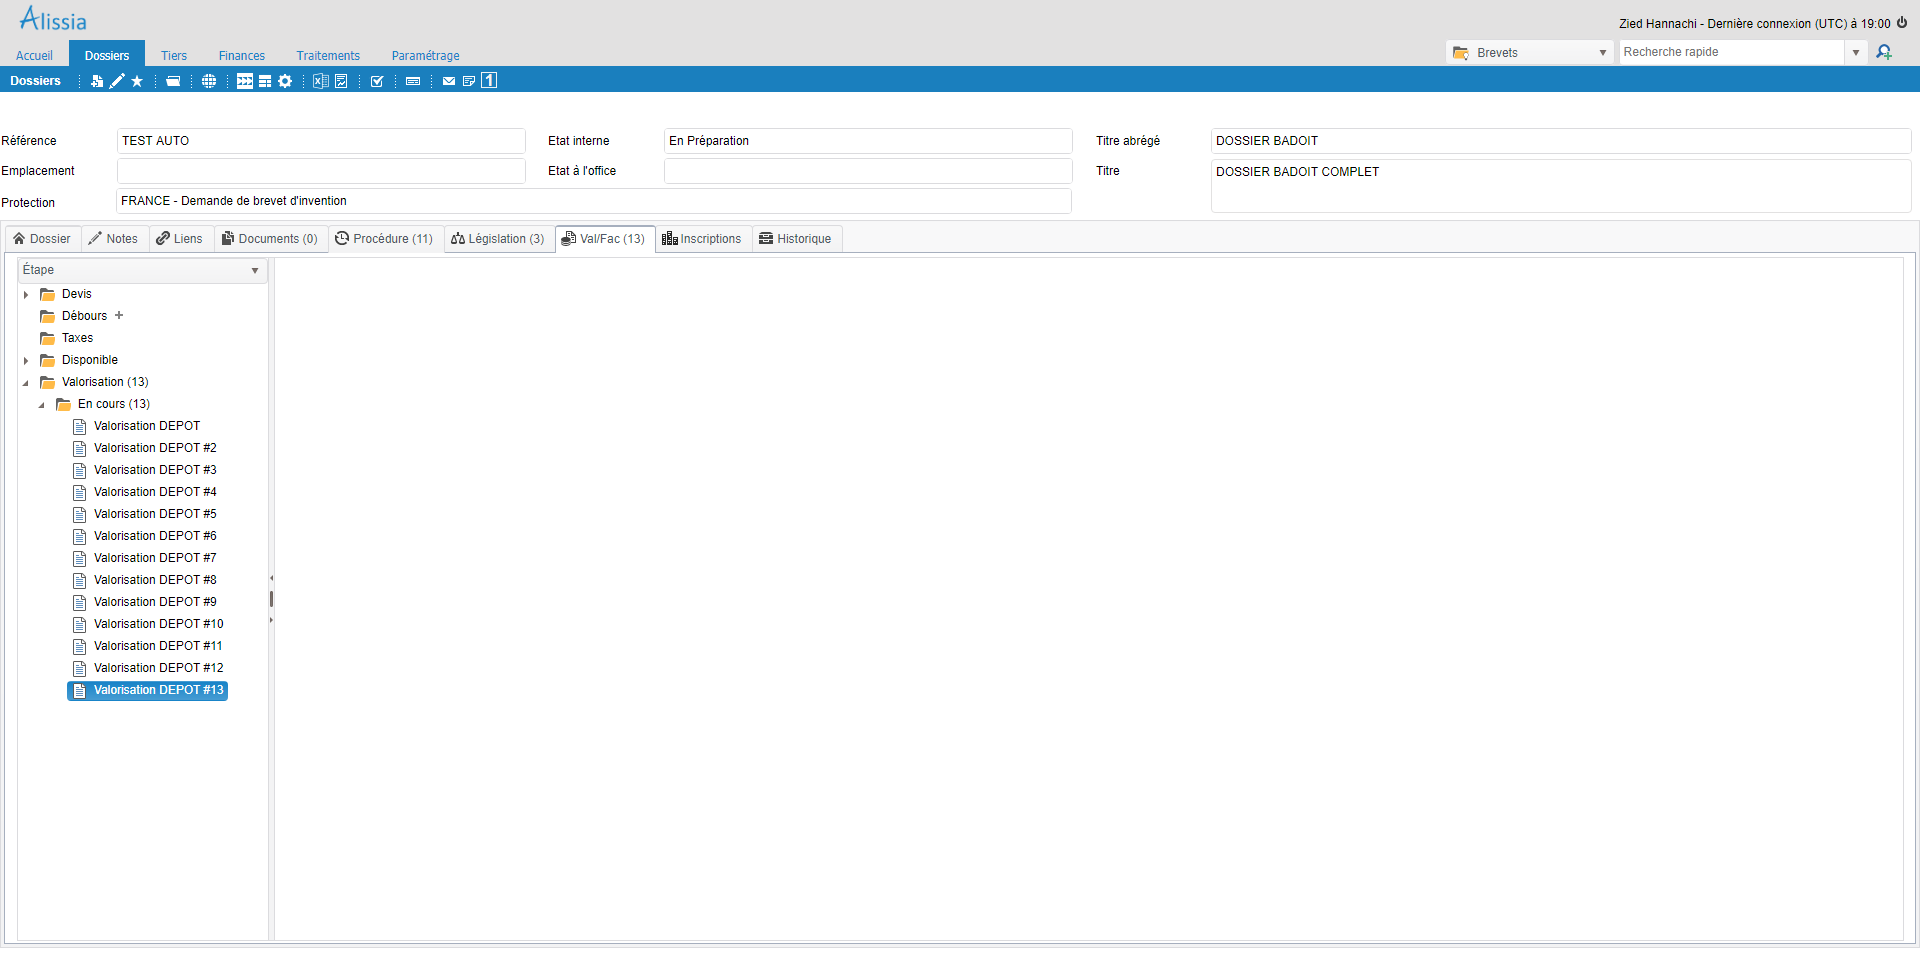 Alissia
Zied Hannachi - Dernière connexion (UTC) à 19:00
Accueil Dossiers Tiers Finances Traitements Paramétrage Brevets Recherche rapide
Dossiers 1
Référence TEST AUTO Etat interne En Préparation Titre abrégé DOSSIER BADOIT
Emplacement Etat à l'office Titre DOSSIER BADOIT COMPLET
Protection FRANCE - Demande de brevet d'invention
Dossier Notes Liens Documents (0) Procédure (11) Législation (3) Val/Fac (13) Inscriptions Historique
Étape
Devis
Débours +
Taxes
Disponible
Valorisation (13)
En cours (13)
Valorisation DEPOT
Valorisation DEPOT #2
Valorisation DEPOT #3
Valorisation DEPOT #4
Valorisation DEPOT #5
Valorisation DEPOT #6
Valorisation DEPOT #7
Valorisation DEPOT #8
Valorisation DEPOT #9
Valorisation DEPOT #10
Valorisation DEPOT #11
Valorisation DEPOT #12
Valorisation DEPOT #13